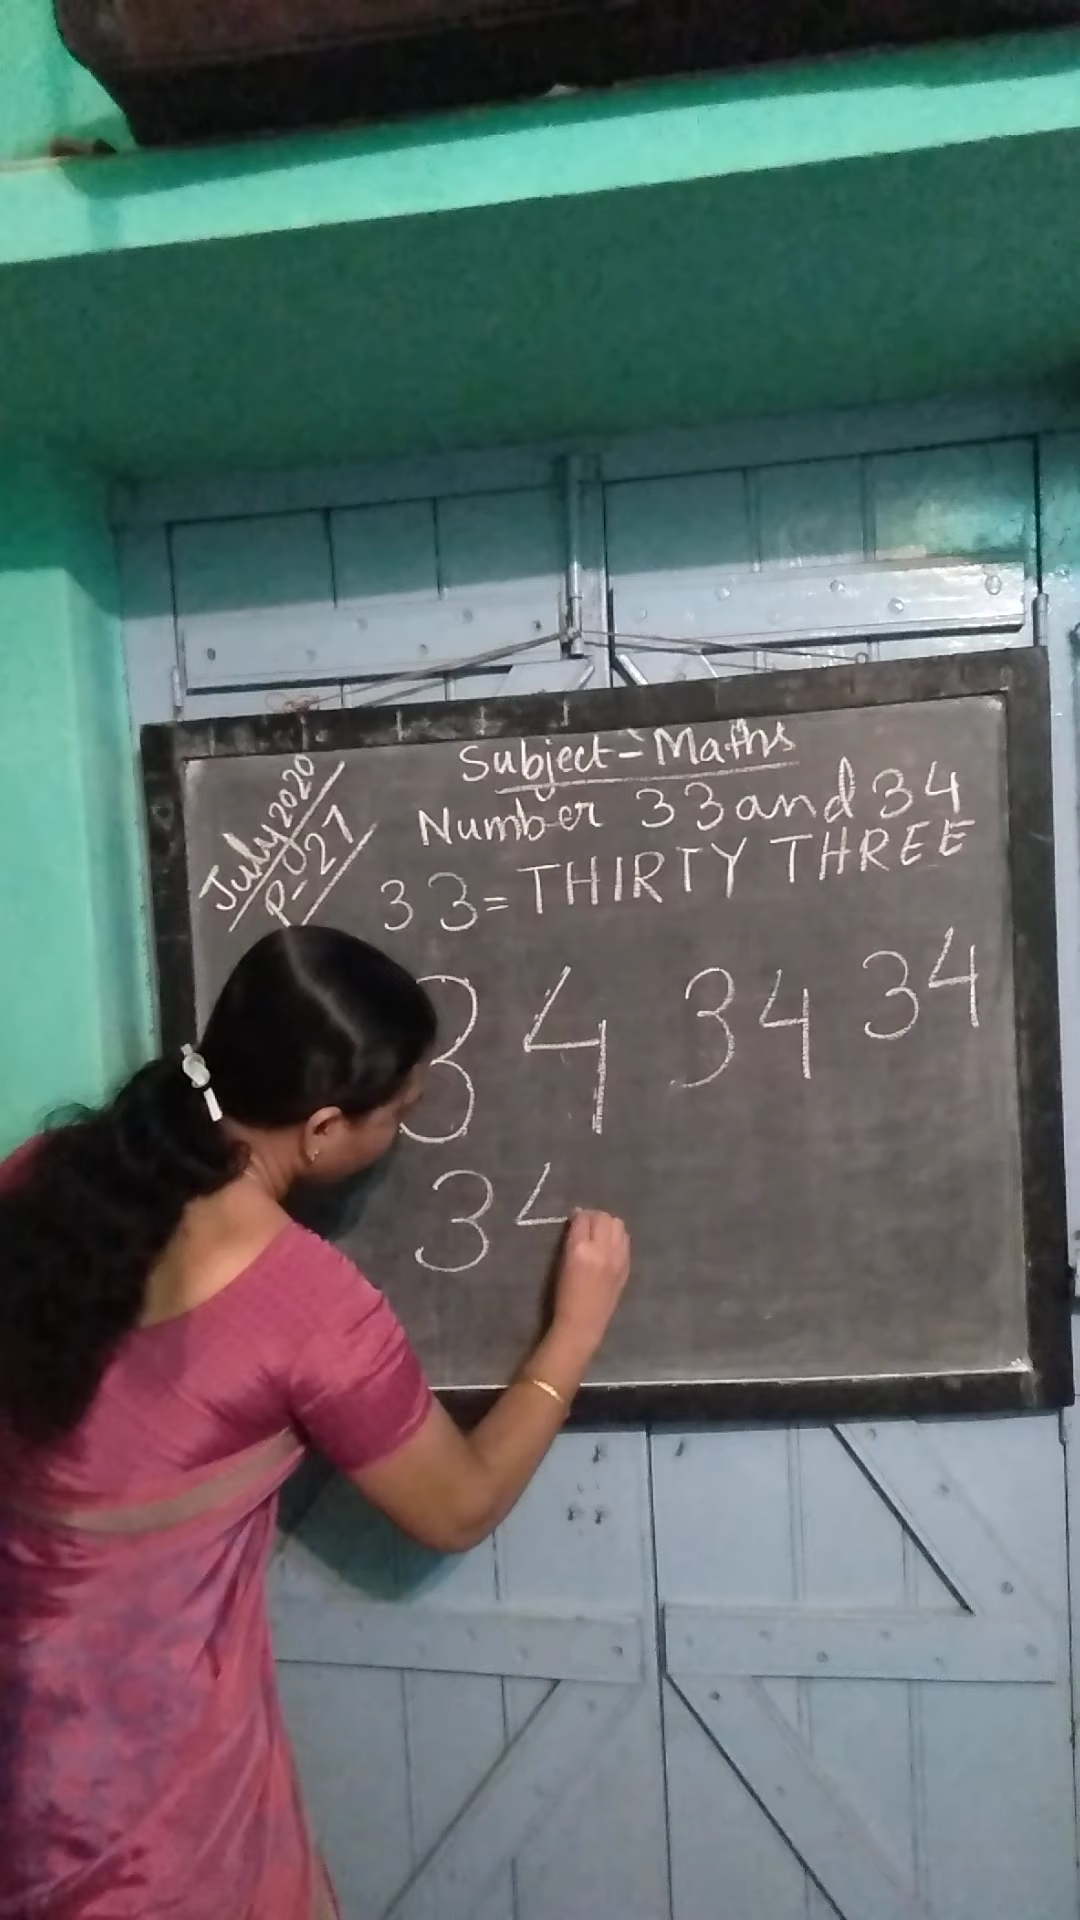 Subject:- Maths
July 2020
P-27
Number 33 and 34
33= THIRTY THREE
34 34 34
34